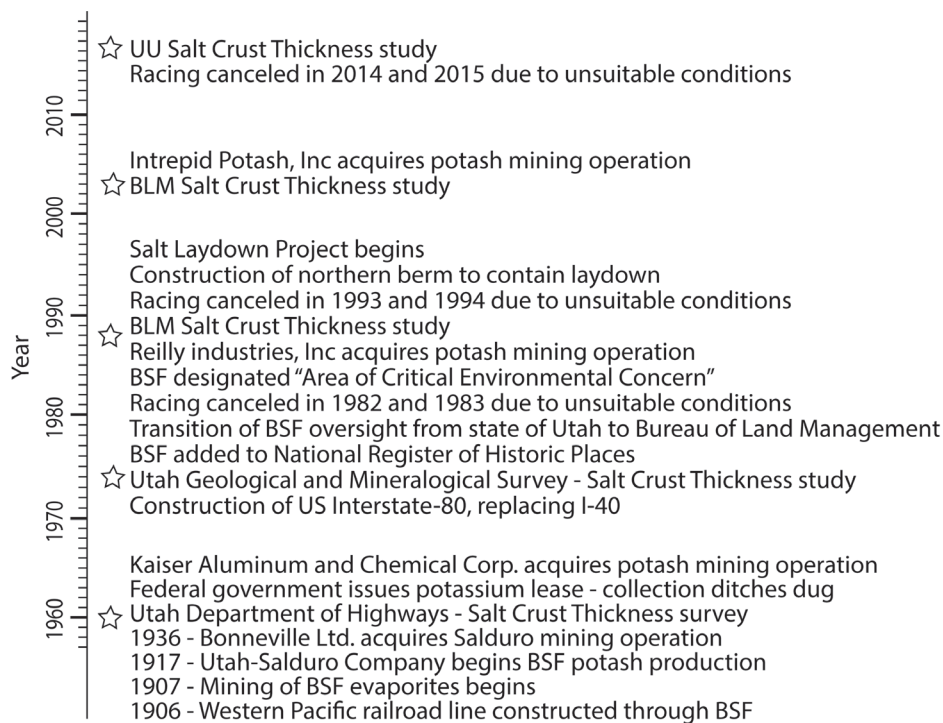 UU Salt Crust Thickness study
Racing canceled in 2014 and 2015 due to unsuitable conditions
2010
Intrepid Potash, Inc acquires potash mining operation
BLM Salt Crust Thickness study
2000
Salt Laydown Project begins
Construction of northern berm to contain laydown
Racing canceled in 1993 and 1994 due to unsuitable conditions
1990
BLM Salt Crust Thickness study
Year
Reilly industries, Inc acquires potash mining operation
BSF designated “Area of Critical Environmental Concern”
Racing canceled in 1982 and 1983 due to unsuitable conditions
1980
Transition of BSF oversight from state of Utah to Bureau of Land Management
BSF added to National Register of Historic Places
Utah Geological and Mineralogical Survey - Salt Crust Thickness study
Construction of US Interstate-80, replacing I-40
1970
Kaiser Aluminum and Chemical Corp. acquires potash mining operation
Federal government issues potassium lease - collection ditches dug
Utah Department of Highways - Salt Crust Thickness survey
1960
1936 - Bonneville Ltd. acquires Salduro mining operation
1917 - Utah-Salduro Company begins BSF potash production
1907 - Mining of BSF evaporites begins
1906 - Western Pacific railroad line constructed through BSF